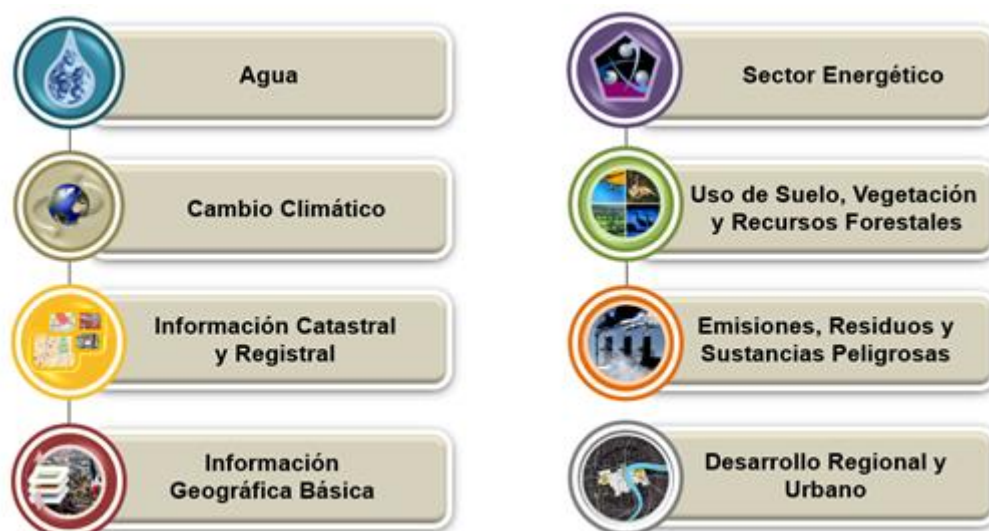 Agua
Cambio Climático
Información Catastral
y Registral
Información
Geográfica Básica
Sector Energético
Uso de Suelo, Vegetación
y Recursos Forestales
Emisiones, Residuos y
Sustancias Peligrosas
Desarrollo Regional y
Urbano